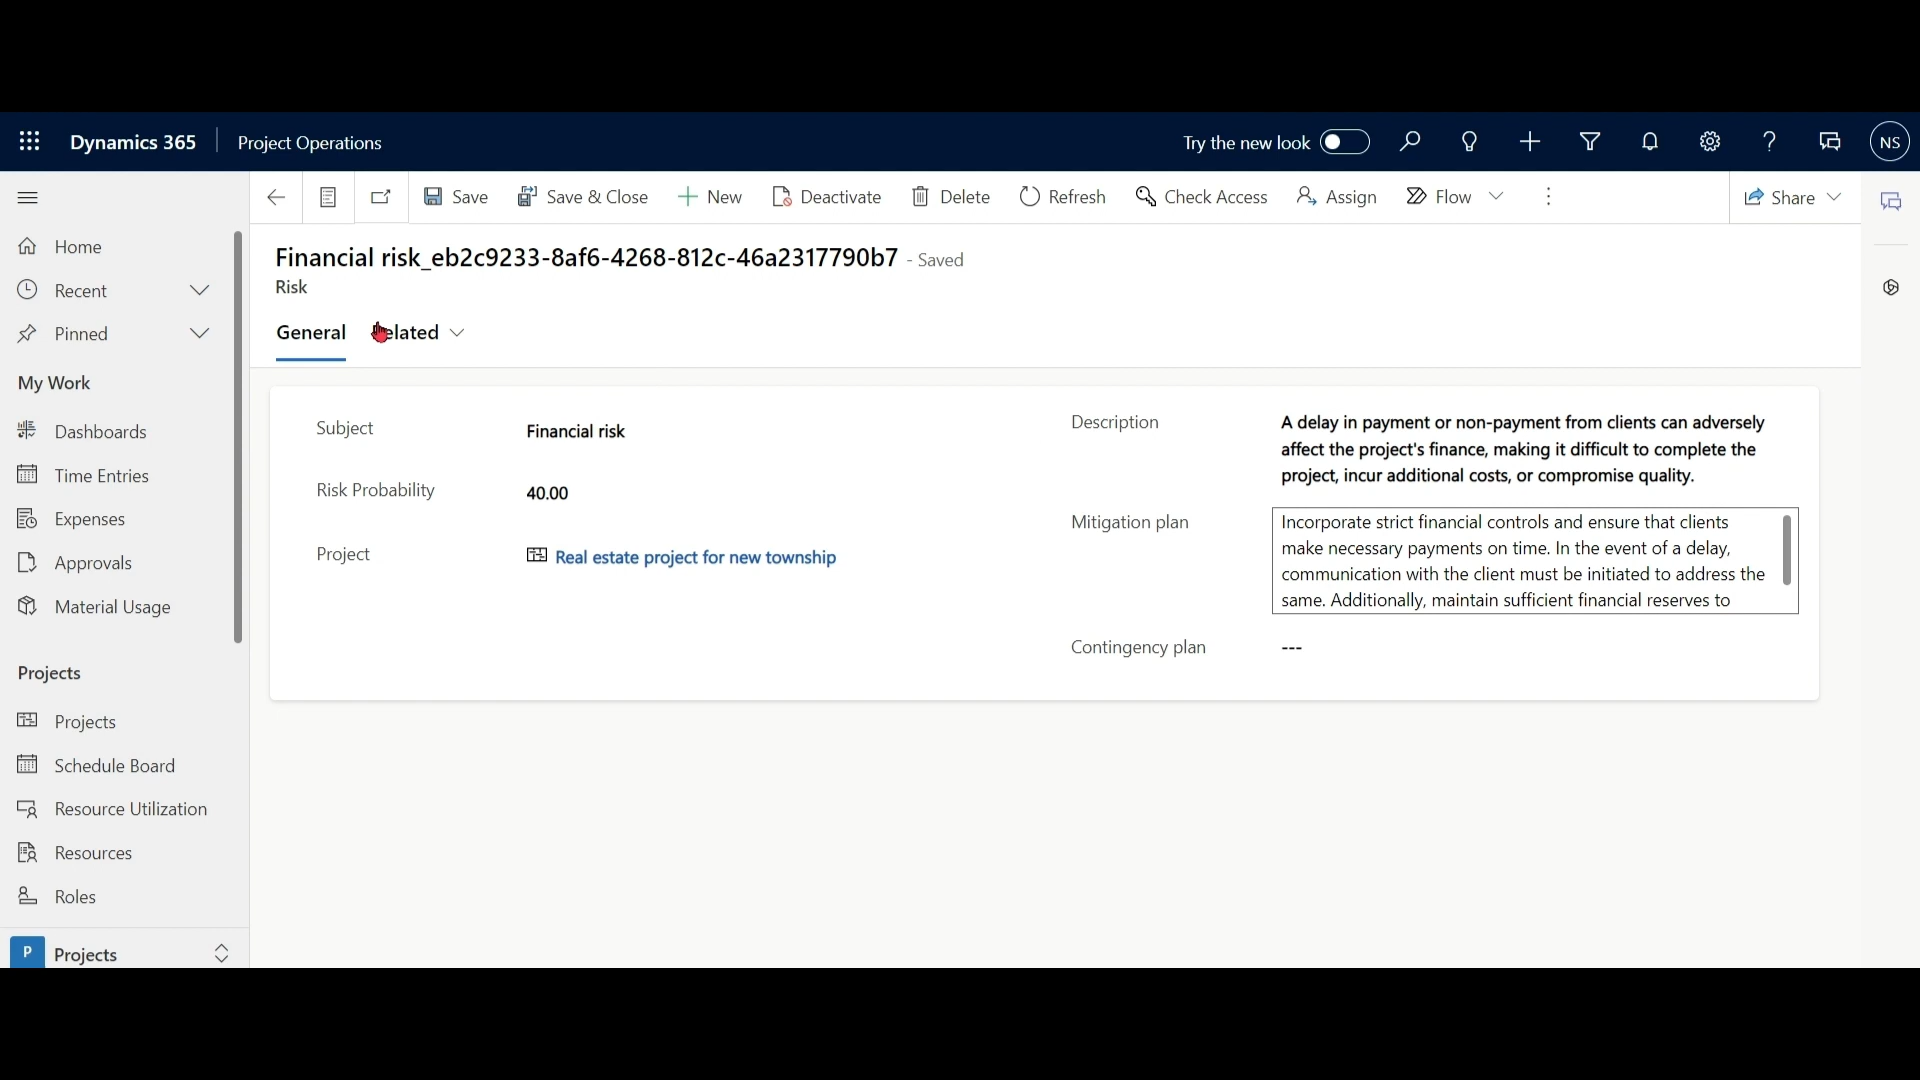 Dynamics 365
Project Operations
Try the new look
NS
Save
Save & Close
New
Deactivate
Delete
Refresh
Check Access
Assign
Flow
Share
Home
Recent
Pinned
My Work
Dashboards
Time Entries
Expenses
Approvals
Material Usage
Projects
Projects
Schedule Board
Resource Utilization
Resources
Roles
P Projects
Financial risk_eb2c9233-8af6-4268-812c-46a2317790b7 - Saved
Risk
General
Related
Subject
Financial risk
Risk Probability
40.00
Project
Real estate project for new township
Description
A delay in payment or non-payment from clients can adversely
affect the project's finance, making it difficult to complete the
project, incur additional costs, or compromise quality.
Mitigation plan
Incorporate strict financial controls and ensure that clients
make necessary payments on time. In the event of a delay,
communication with the client must be initiated to address the
same. Additionally, maintain sufficient financial reserves to
Contingency plan
---